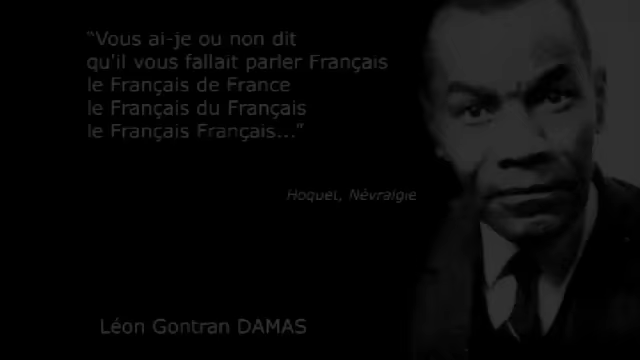 “Vous ai-je ou non dit
qu'il vous fallait parler Français
le Français de France
le Français du Français
le Français Français...”
Hoquet, Névralgie
Léon Gontran DAMAS